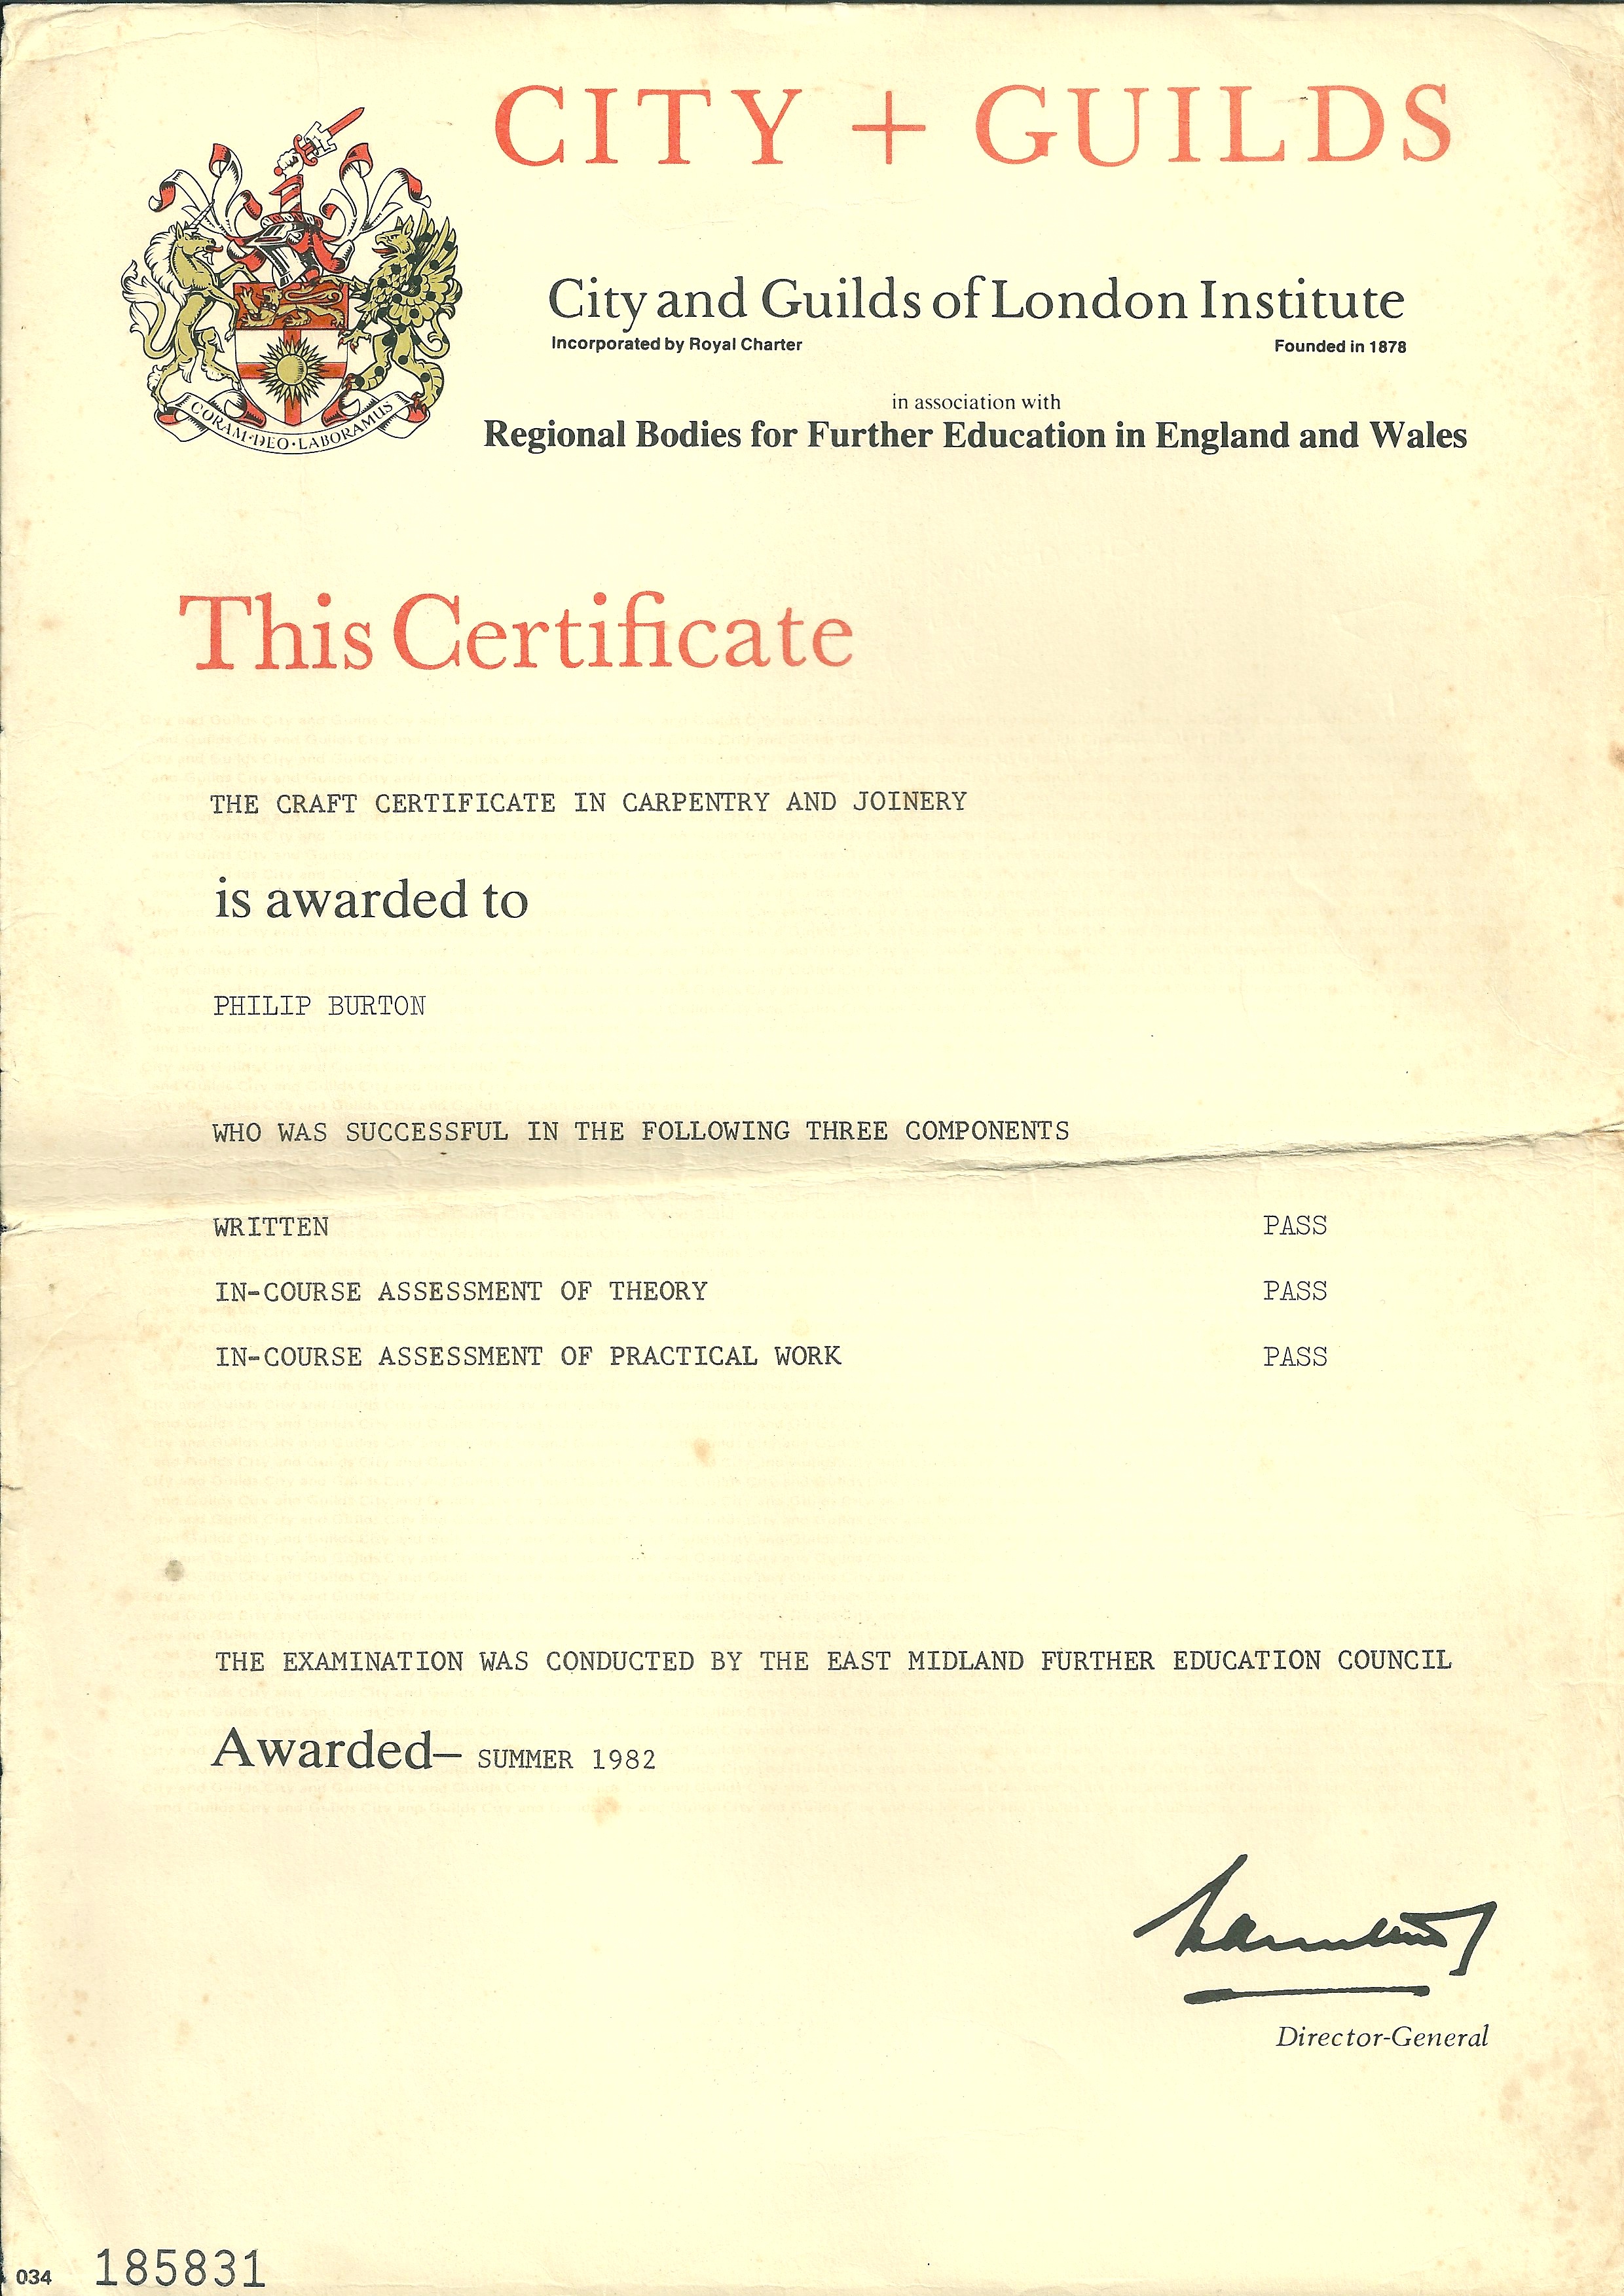 CITY + GUILDS
City and Guilds of London Institute
Incorporated by Royal Charter Founded in 1878
in association with
Regional Bodies for Further Education in England and Wales
CORAM·DEO·LABORAMUS
This Certificate
THE CRAFT CERTIFICATE IN CARPENTRY AND JOINERY
is awarded to
PHILIP BURTON
WHO WAS SUCCESSFUL IN THE FOLLOWING THREE COMPONENTS
WRITTEN PASS
IN-COURSE ASSESSMENT OF THEORY PASS
IN-COURSE ASSESSMENT OF PRACTICAL WORK PASS
THE EXAMINATION WAS CONDUCTED BY THE EAST MIDLAND FURTHER EDUCATION COUNCIL
Awarded– SUMMER 1982
Director-General
034 185831